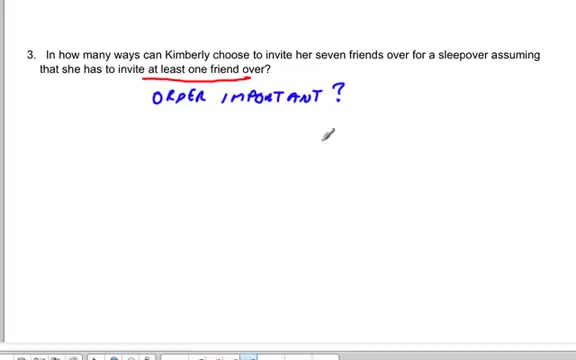 3. In how many ways can Kimberly choose to invite her seven friends over for a sleepover assuming
that she has to invite at least one friend over?
ORDER IMPORTANT?